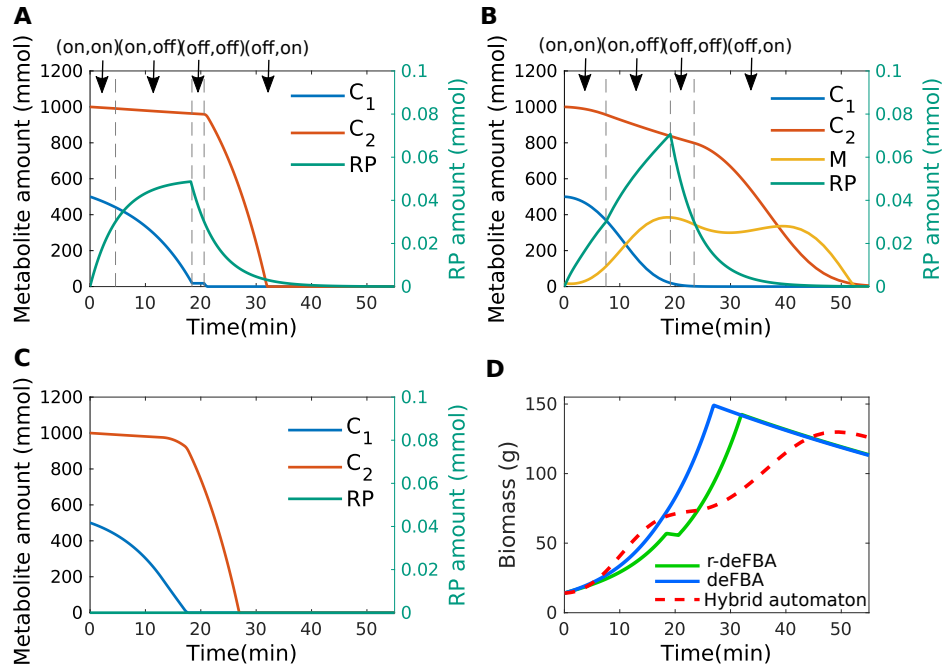 A
(on,on)(on,off)(off,off)(off,on)
Metabolite amount (mmol)
1200
1000
800
600
400
200
0
C1
C2
RP
0.1
0.08
0.06
0.04
0.02
0
RP amount (mmol)
0 10 20 30 40 50
Time(min)
B
(on,on) (on,off) (off,off) (off,on)
Metabolite amount (mmol)
1200
1000
800
600
400
200
0
C1
C2
M
RP
0.1
0.08
0.06
0.04
0.02
0
RP amount (mmol)
0 10 20 30 40 50
Time(min)
C
Metabolite amount (mmol)
1200
1000
800
600
400
200
0
C1
C2
RP
0.1
0.08
0.06
0.04
0.02
0
RP amount (mmol)
0 10 20 30 40 50
Time(min)
D
Biomass (g)
150
100
50
0
r-deFBA
deFBA
Hybrid automaton
0 10 20 30 40 50
Time(min)